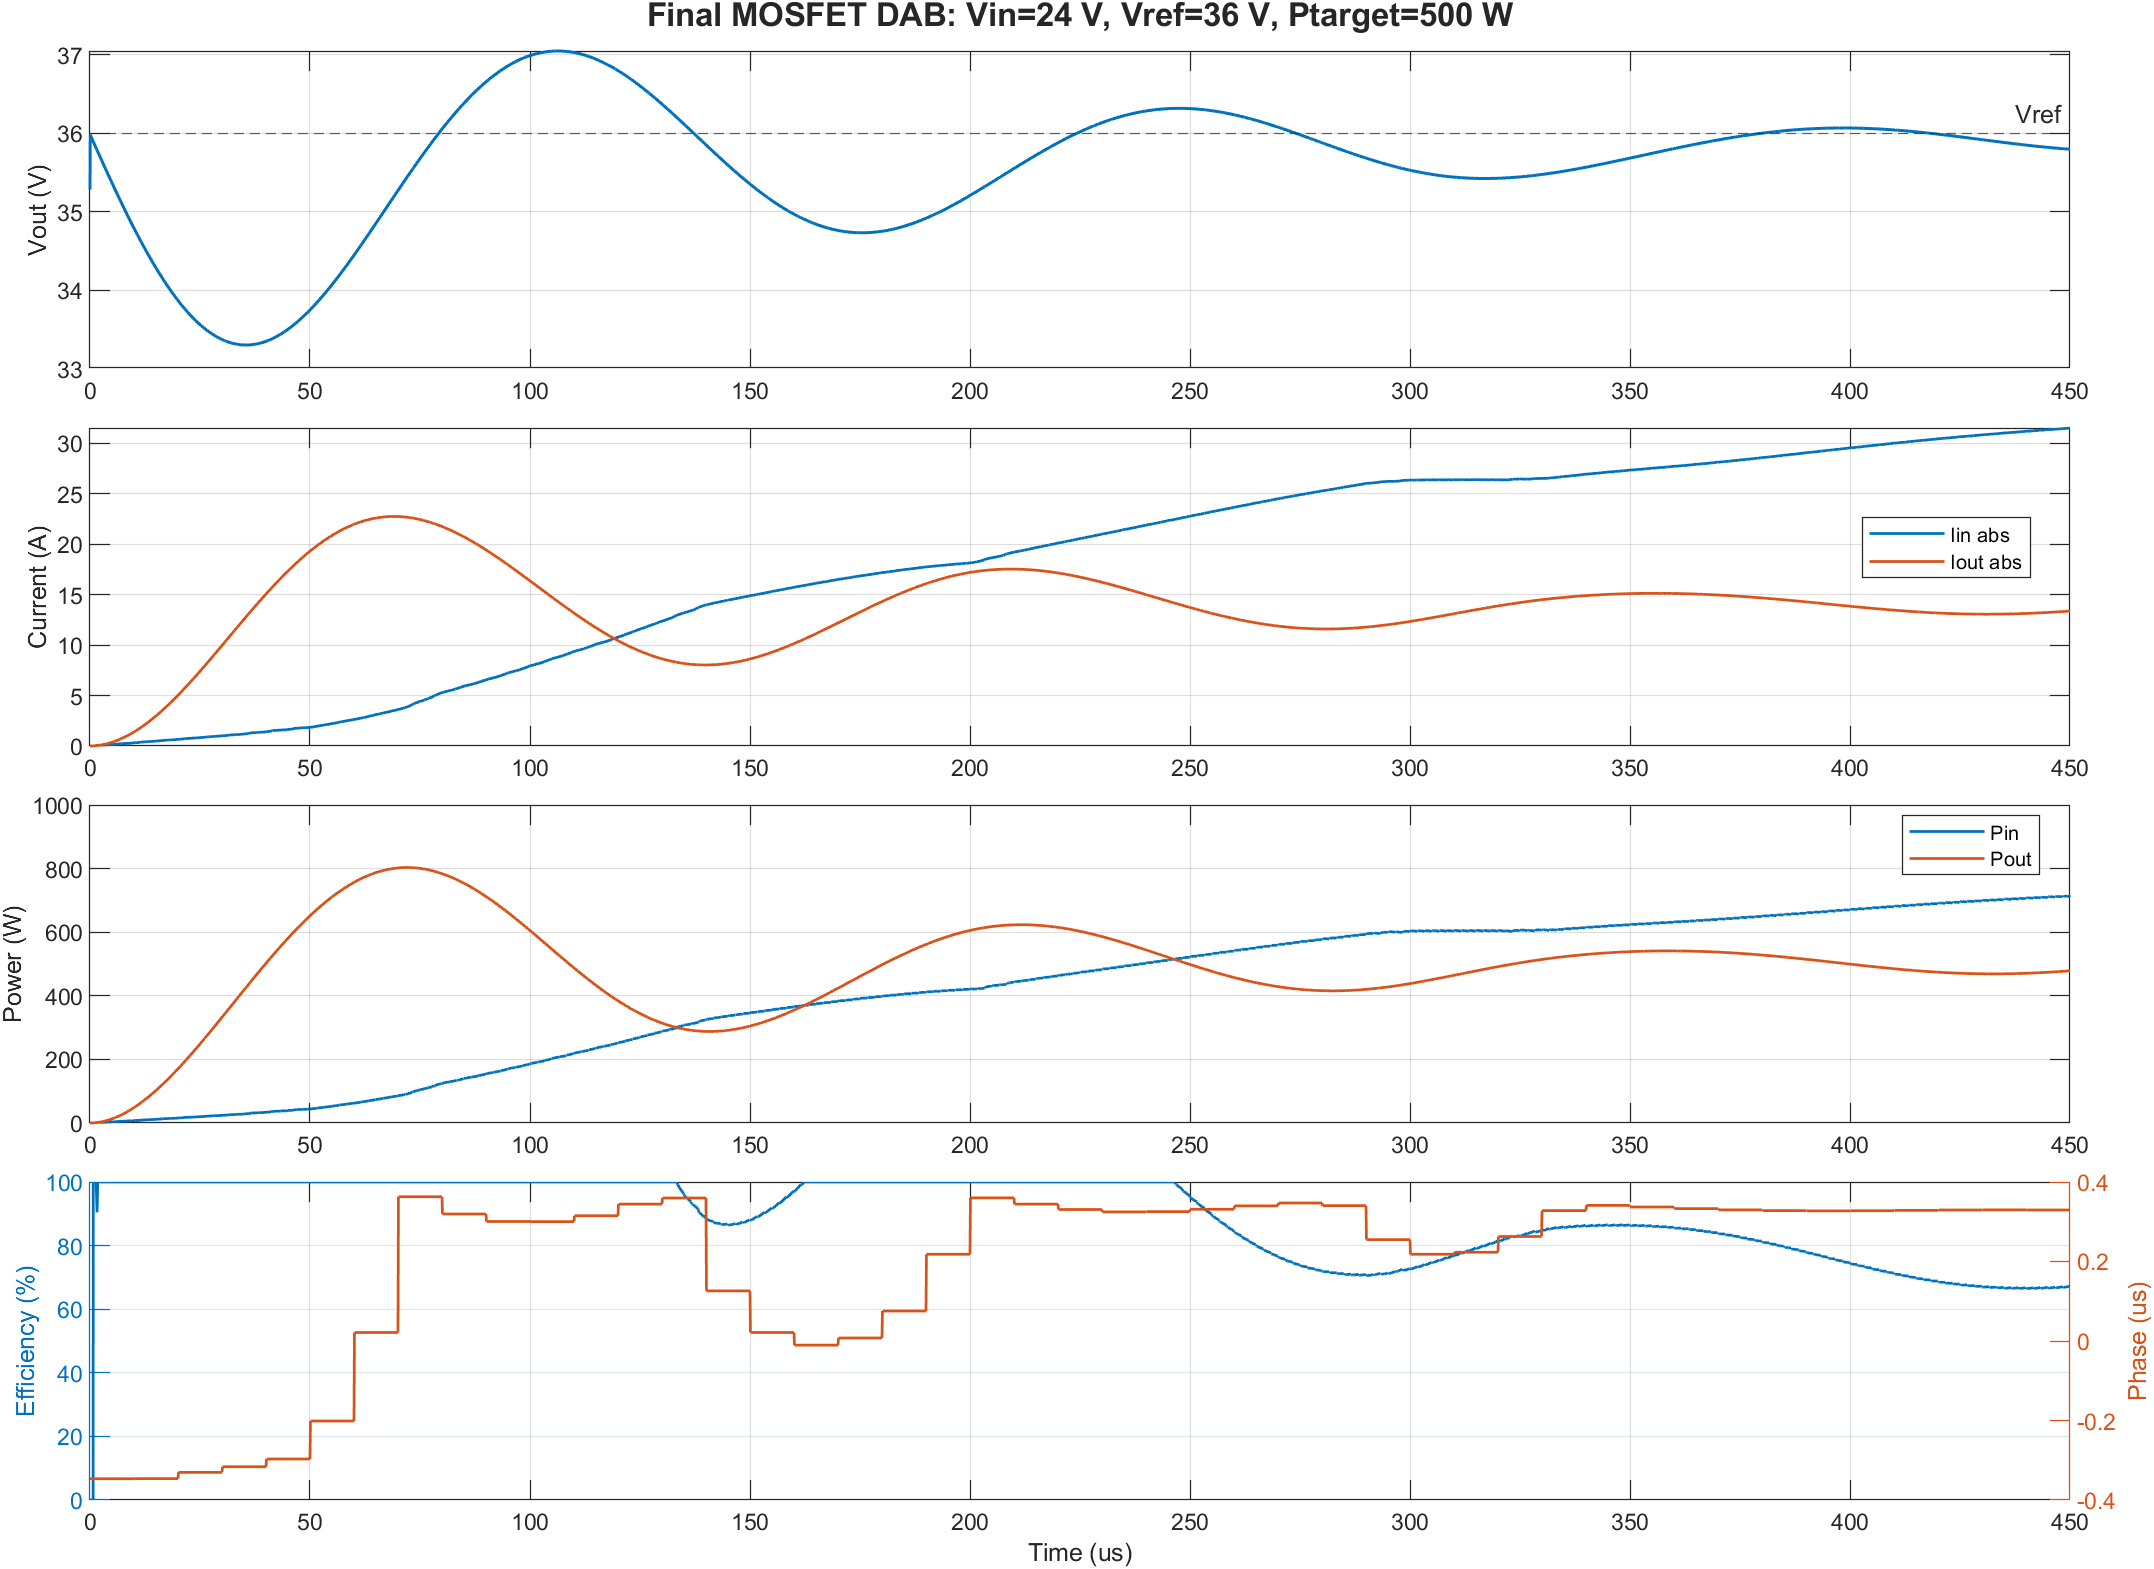 Final MOSFET DAB: Vin=24 V, Vref=36 V, Ptarget=500 W
37
36
35
34
33
Vout (V)
Vref
0 50 100 150 200 250 300 350 400 450
30
25
20
15
10
5
0
Current (A)
Iin abs
Iout abs
0 50 100 150 200 250 300 350 400 450
1000
800
600
400
200
0
Power (W)
Pin
Pout
0 50 100 150 200 250 300 350 400 450
100
80
60
40
20
0
Efficiency (%)
0.4
0.2
0
-0.2
-0.4
Phase (us)
0 50 100 150 200 250 300 350 400 450
Time (us)